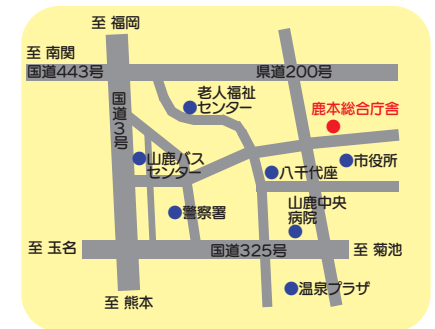 至 福岡
至 南関
国道443号
県道200号
国道3号
老人福祉
センター
鹿本総合庁舎
山鹿バス
センター
市役所
八千代座
警察署
山鹿中央
病院
至 玉名
国道325号
至 菊池
温泉プラザ
至 熊本